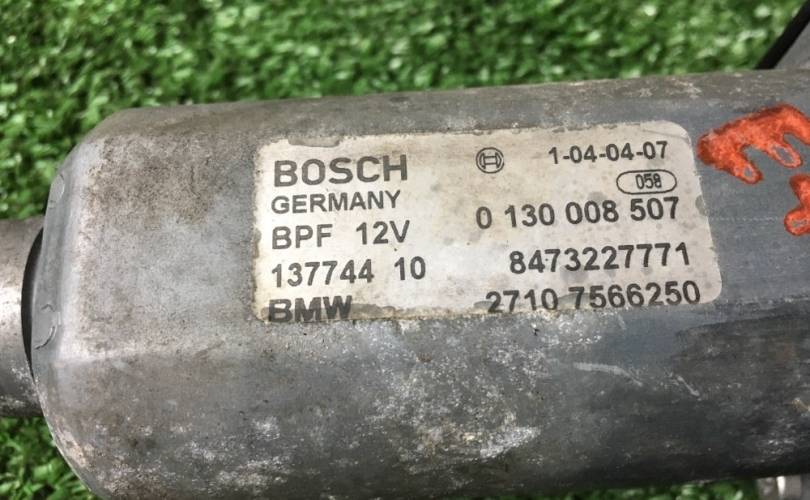 BOSCH 1-04-04-07
GERMANY 058
BPF 12V 0 130 008 507
137744 10 8473227771
BMW 2710 7566250